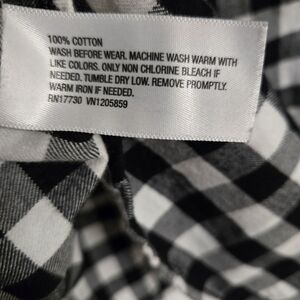 100% COTTON
WASH BEFORE WEAR. MACHINE WASH WARM WITH
LIKE COLORS. ONLY NON CHLORINE BLEACH IF
NEEDED. TUMBLE DRY LOW. REMOVE PROMPTLY.
WARM IRON IF NEEDED.
RN17730 VN1205859